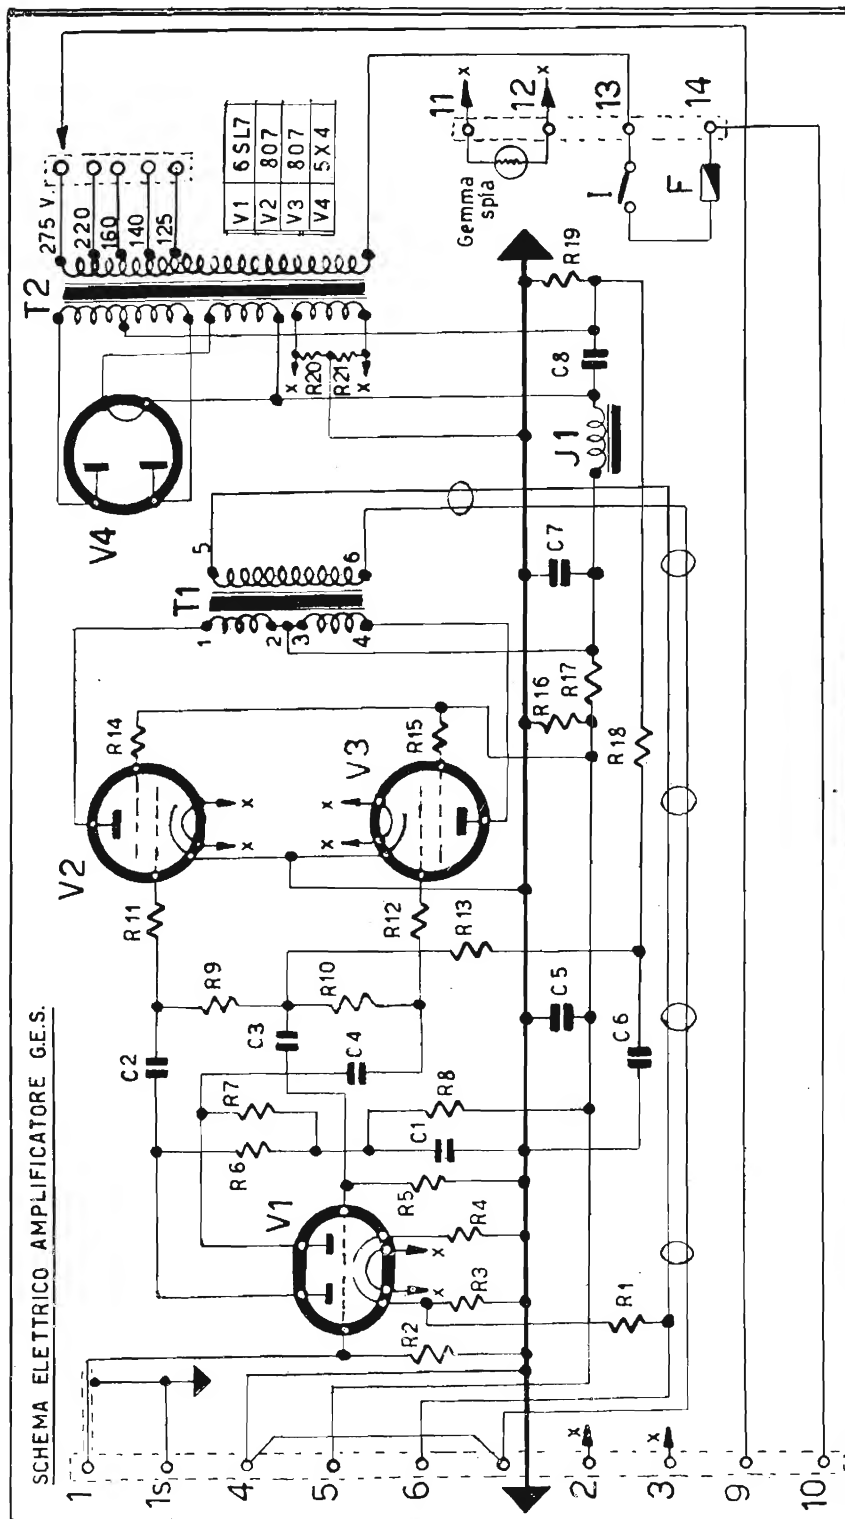 SCHEMA ELETTRICO AMPLIFICATORE G.E.S.
T2
275 V.r
220
160
140
125
V1 6SL7
V2 807
V3 807
V4 5X4
11
12
13
14
x
x
Gemma
spia
I
F
V4
x
R20
R21
x
R19
C8
J1
T1
5
6
1
2
3
4
C7
R16
R17
R18
R14
R15
V2
V3
x
x
x
x
R11
R12
R13
R9
R10
C2
C3
C4
C5
C6
R7
R6
R8
C1
V1
R5
R4
R3
x
x
R2
R1
1
1s
4
5
6
2
3
9
10
x
x